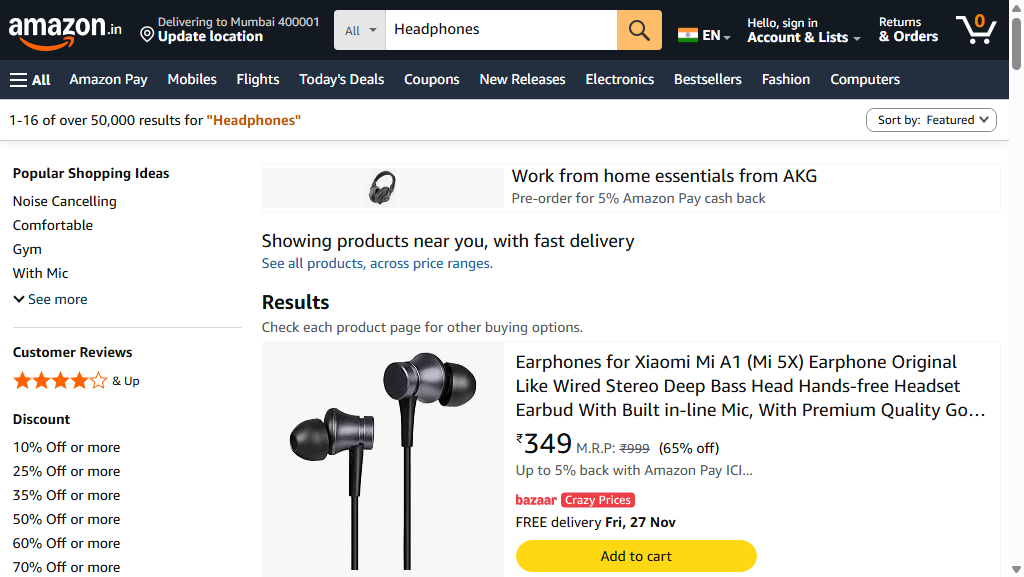 amazon.in
Delivering to Mumbai 400001
Update location
All
Headphones
EN
Hello, sign in
Account & Lists
Returns
& Orders
0
All
Amazon Pay
Mobiles
Flights
Today's Deals
Coupons
New Releases
Electronics
Bestsellers
Fashion
Computers
1-16 of over 50,000 results for "Headphones"
Sort by: Featured
Popular Shopping Ideas
Noise Cancelling
Comfortable
Gym
With Mic
See more
Customer Reviews
& Up
Discount
10% Off or more
25% Off or more
35% Off or more
50% Off or more
60% Off or more
70% Off or more
Work from home essentials from AKG
Pre-order for 5% Amazon Pay cash back
Showing products near you, with fast delivery
See all products, across price ranges.
Results
Check each product page for other buying options.
Earphones for Xiaomi Mi A1 (Mi 5X) Earphone Original
Like Wired Stereo Deep Bass Head Hands-free Headset
Earbud With Built in-line Mic, With Premium Quality Go…
₹349 M.R.P: ₹999 (65% off)
Up to 5% back with Amazon Pay ICI…
bazaar Crazy Prices
FREE delivery Fri, 27 Nov
Add to cart